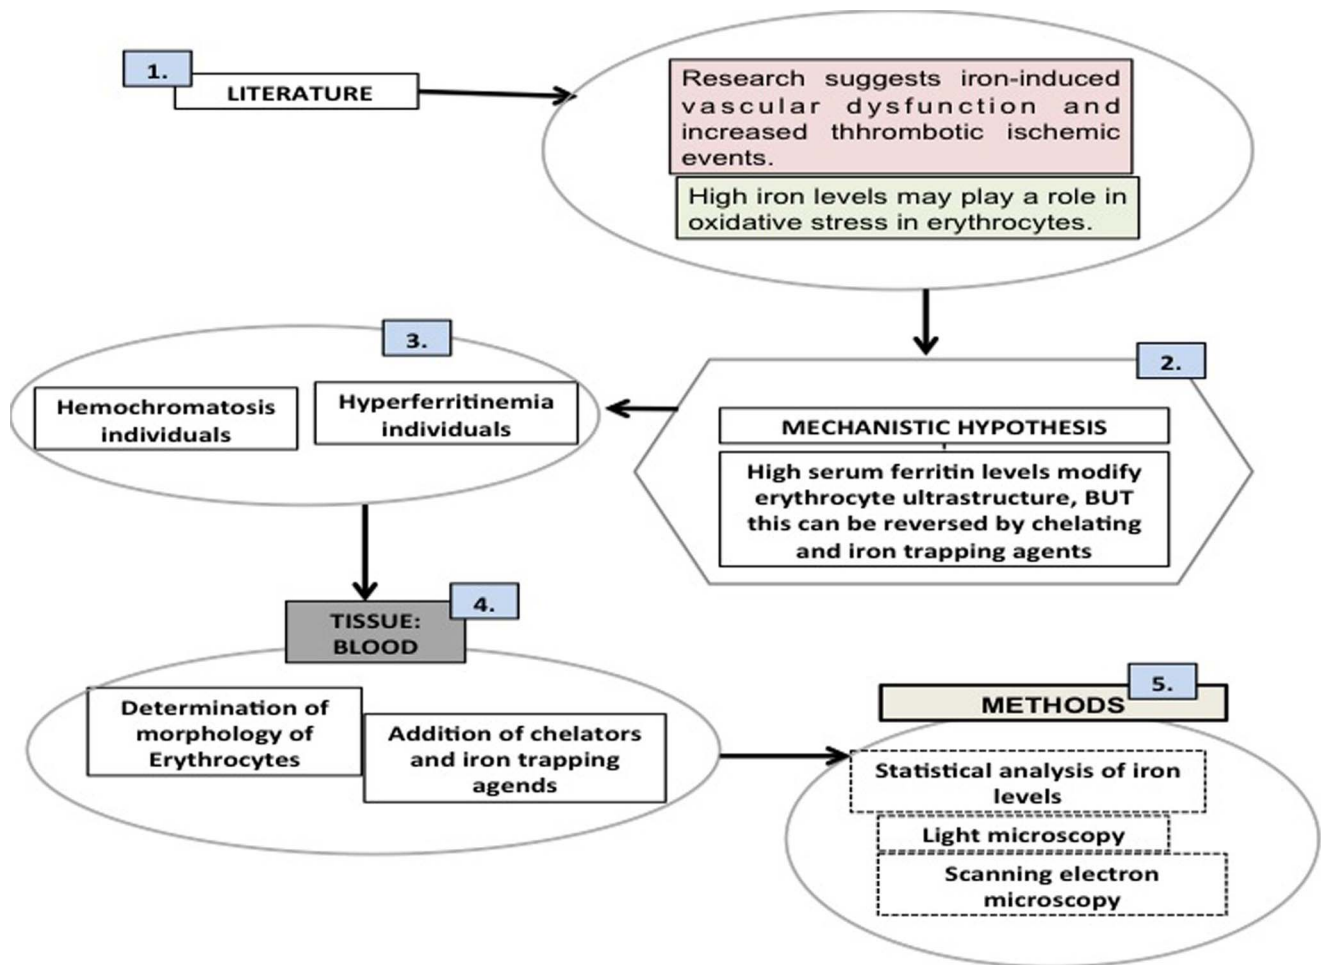 1.
LITERATURE
Research suggests iron-induced
vascular dysfunction and
increased thhrombotic ischemic
events.
High iron levels may play a role in
oxidative stress in erythrocytes.
2.
MECHANISTIC HYPOTHESIS
High serum ferritin levels modify
erythrocyte ultrastructure, BUT
this can be reversed by chelating
and iron trapping agents
3.
Hemochromatosis
individuals
Hyperferritinemia
individuals
4.
TISSUE:
BLOOD
Determination of
morphology of
Erythrocytes
Addition of chelators
and iron trapping
agends
5.
METHODS
Statistical analysis of iron
levels
Light microscopy
Scanning electron
microscopy